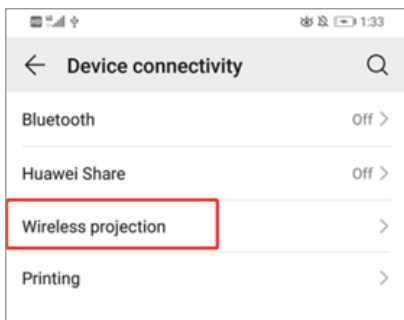 1:33
Device connectivity
Bluetooth Off
Huawei Share Off
Wireless projection
Printing